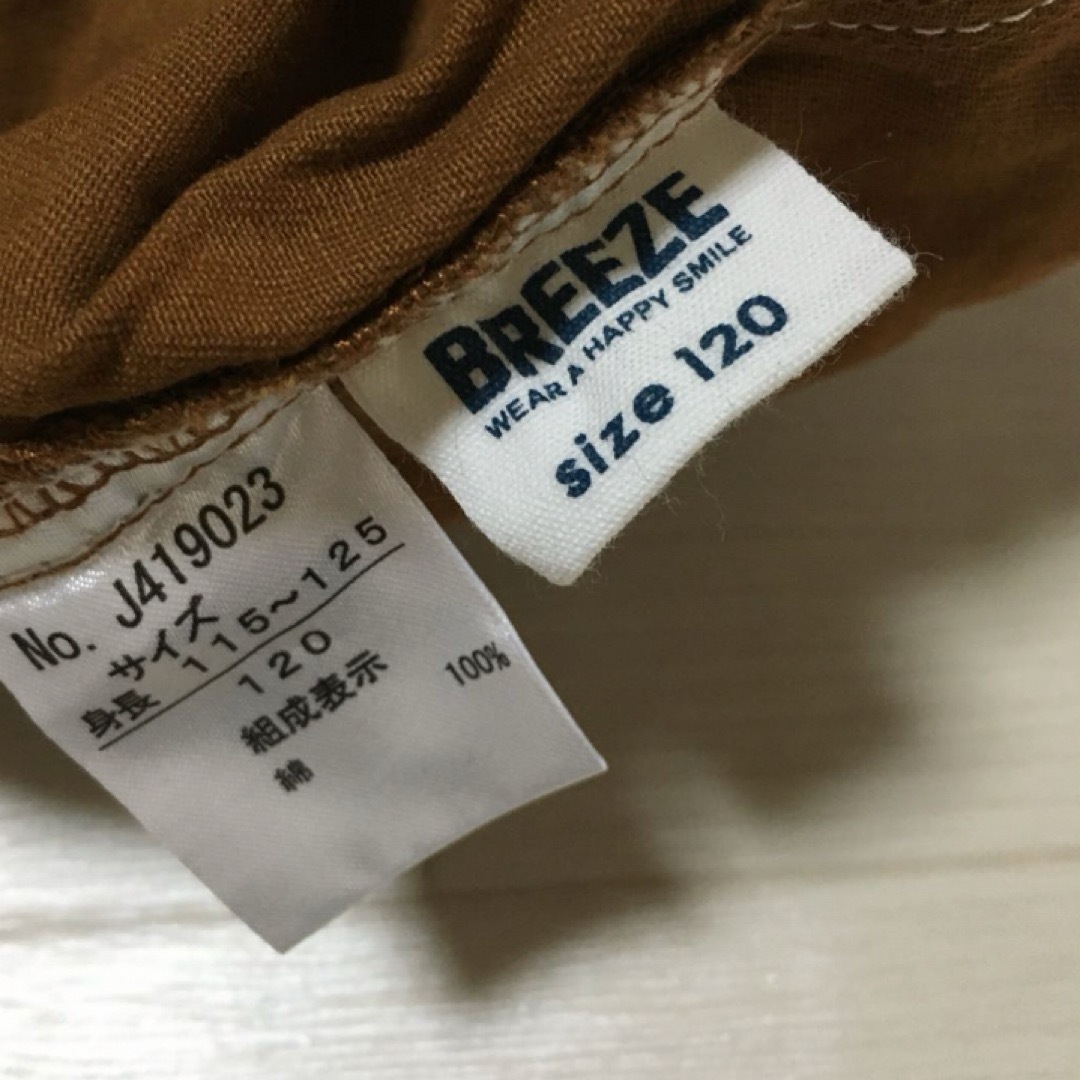 BREEZE
WEAR A HAPPY SMILE
size 120
No. J419023
サイズ
身長 115～125
120
組成表示
綿 100%